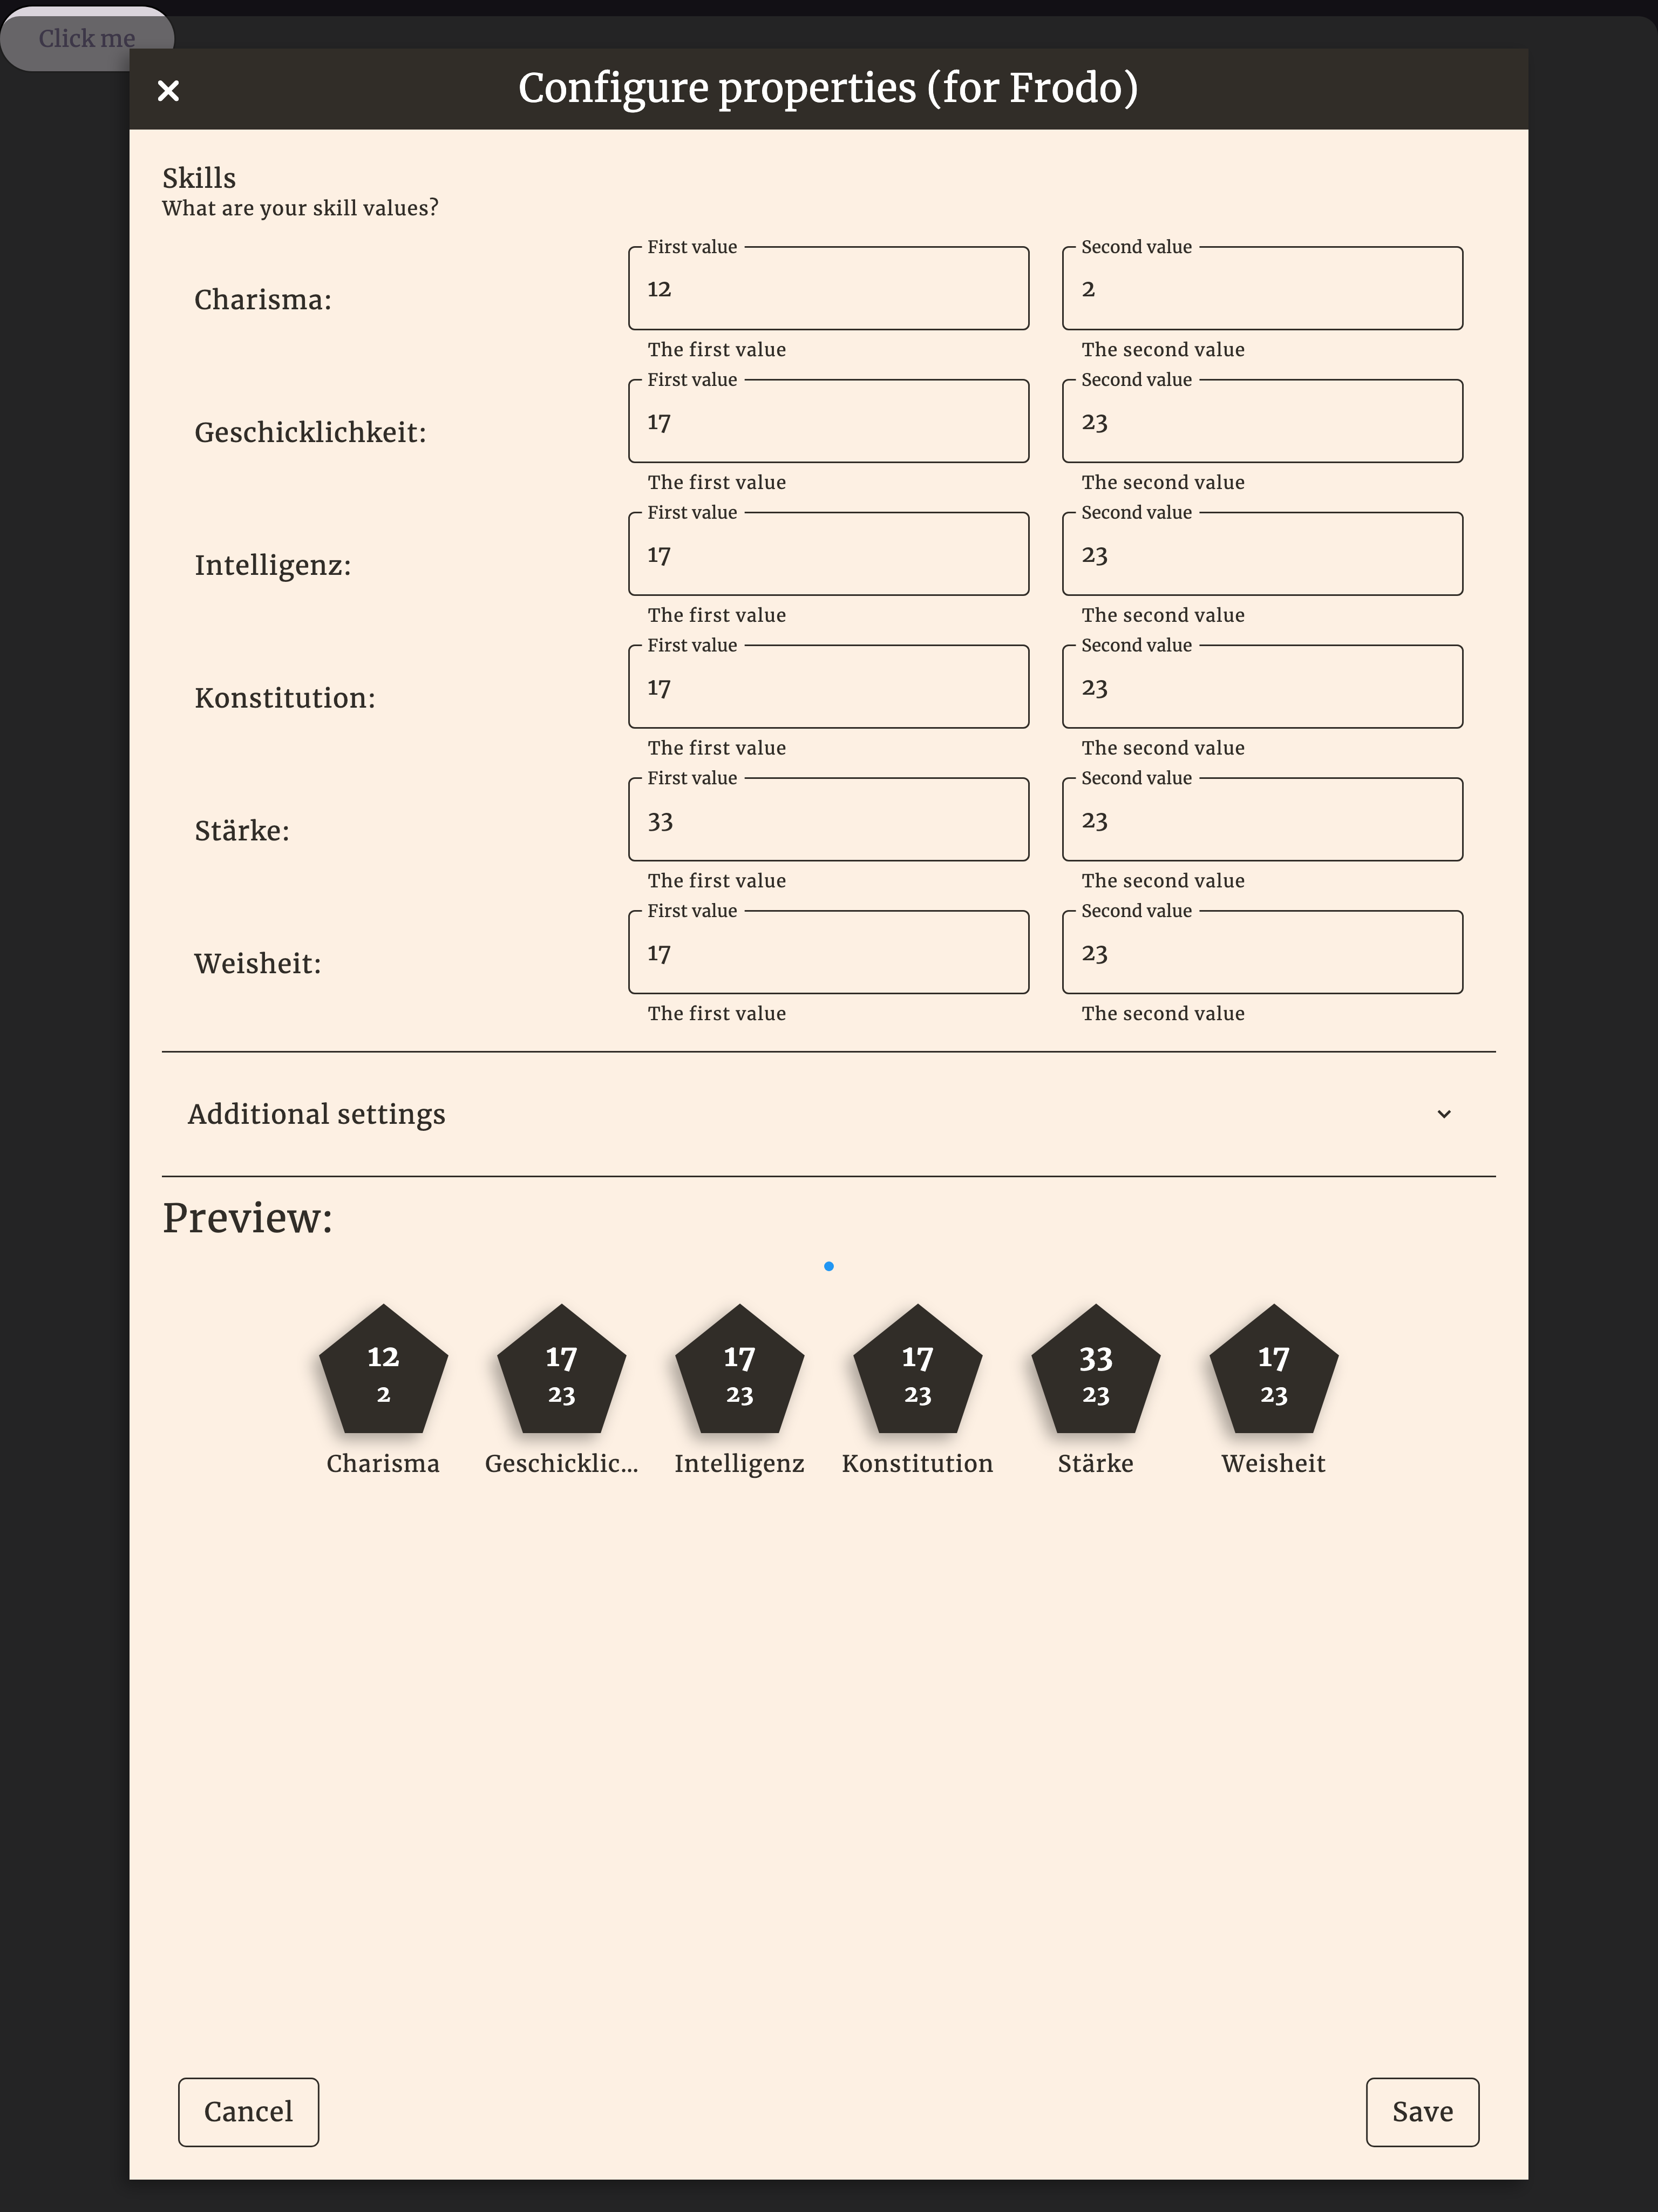 Click me
Configure properties (for Frodo)
Skills
What are your skill values?
Charisma:
First value
12
The first value
Second value
2
The second value
Geschicklichkeit:
First value
17
The first value
Second value
23
The second value
Intelligenz:
First value
17
The first value
Second value
23
The second value
Konstitution:
First value
17
The first value
Second value
23
The second value
Stärke:
First value
33
The first value
Second value
23
The second value
Weisheit:
First value
17
The first value
Second value
23
The second value
Additional settings
Preview:
12
2
Charisma
17
23
Geschicklic...
17
23
Intelligenz
17
23
Konstitution
33
23
Stärke
17
23
Weisheit
Cancel
Save